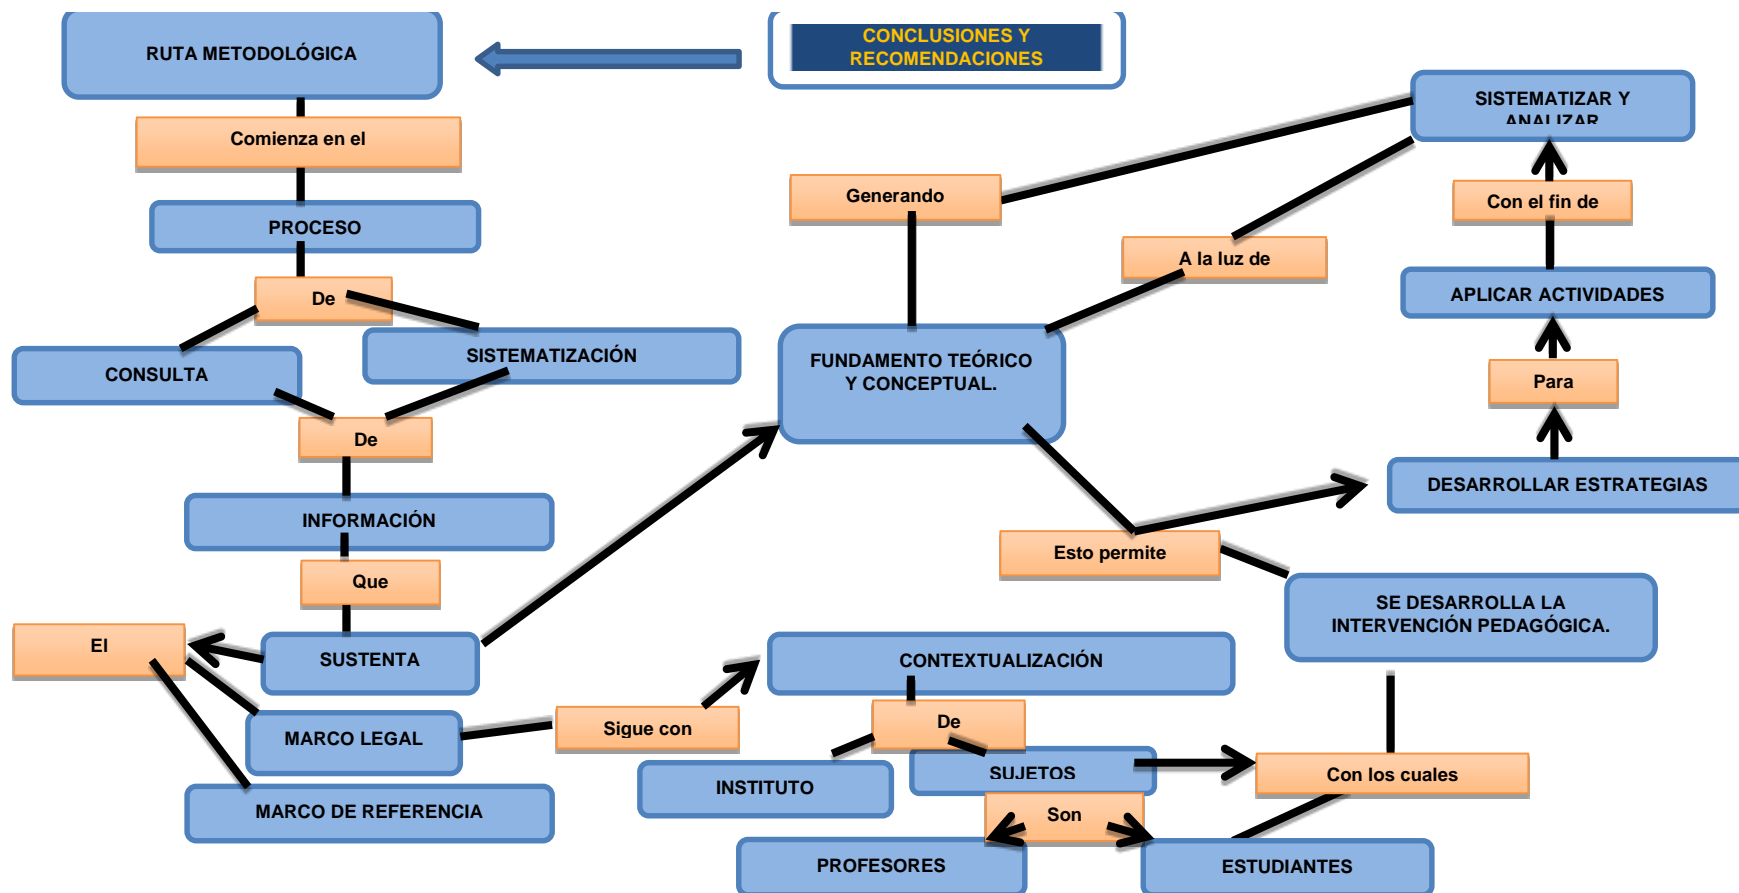 RUTA METODOLÓGICA
CONCLUSIONES Y
RECOMENDACIONES
SISTEMATIZAR Y
ANALIZAR
Comienza en el
Generando
Con el fin de
PROCESO
A la luz de
De
APLICAR ACTIVIDADES
SISTEMATIZACIÓN
CONSULTA
FUNDAMENTO TEÓRICO
Y CONCEPTUAL.
Para
De
DESARROLLAR ESTRATEGIAS
INFORMACIÓN
Esto permite
Que
SE DESARROLLA LA
INTERVENCIÓN PEDAGÓGICA.
El
SUSTENTA
CONTEXTUALIZACIÓN
MARCO LEGAL
Sigue con
De
INSTITUTO
SUJETOS
Con los cuales
MARCO DE REFERENCIA
Son
PROFESORES
ESTUDIANTES